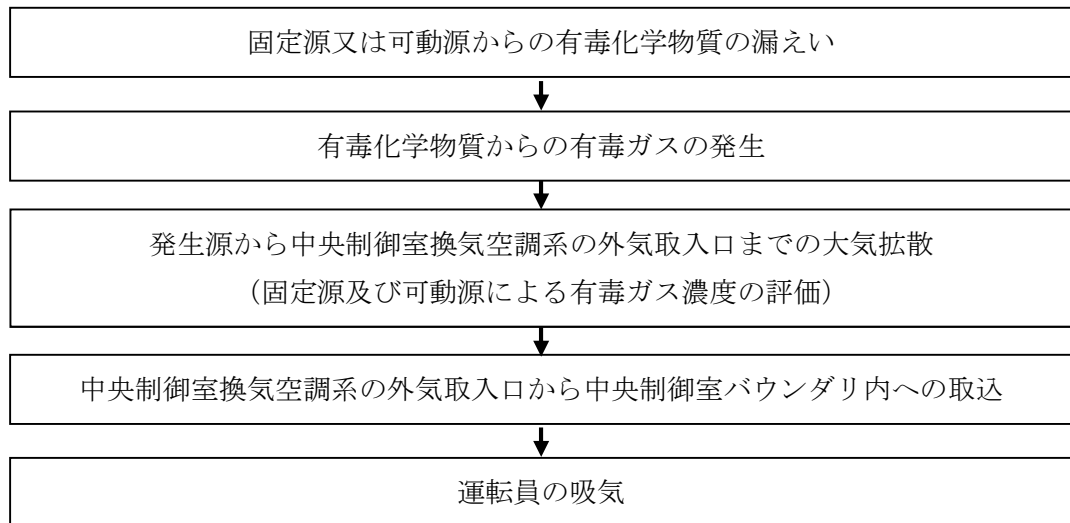 固定源又は可動源からの有毒化学物質の漏えい
有毒化学物質からの有毒ガスの発生
発生源から中央制御室換気空調系の外気取入口までの大気拡散
（固定源及び可動源による有毒ガス濃度の評価）
中央制御室換気空調系の外気取入口から中央制御室バウンダリ内への取込
運転員の吸気